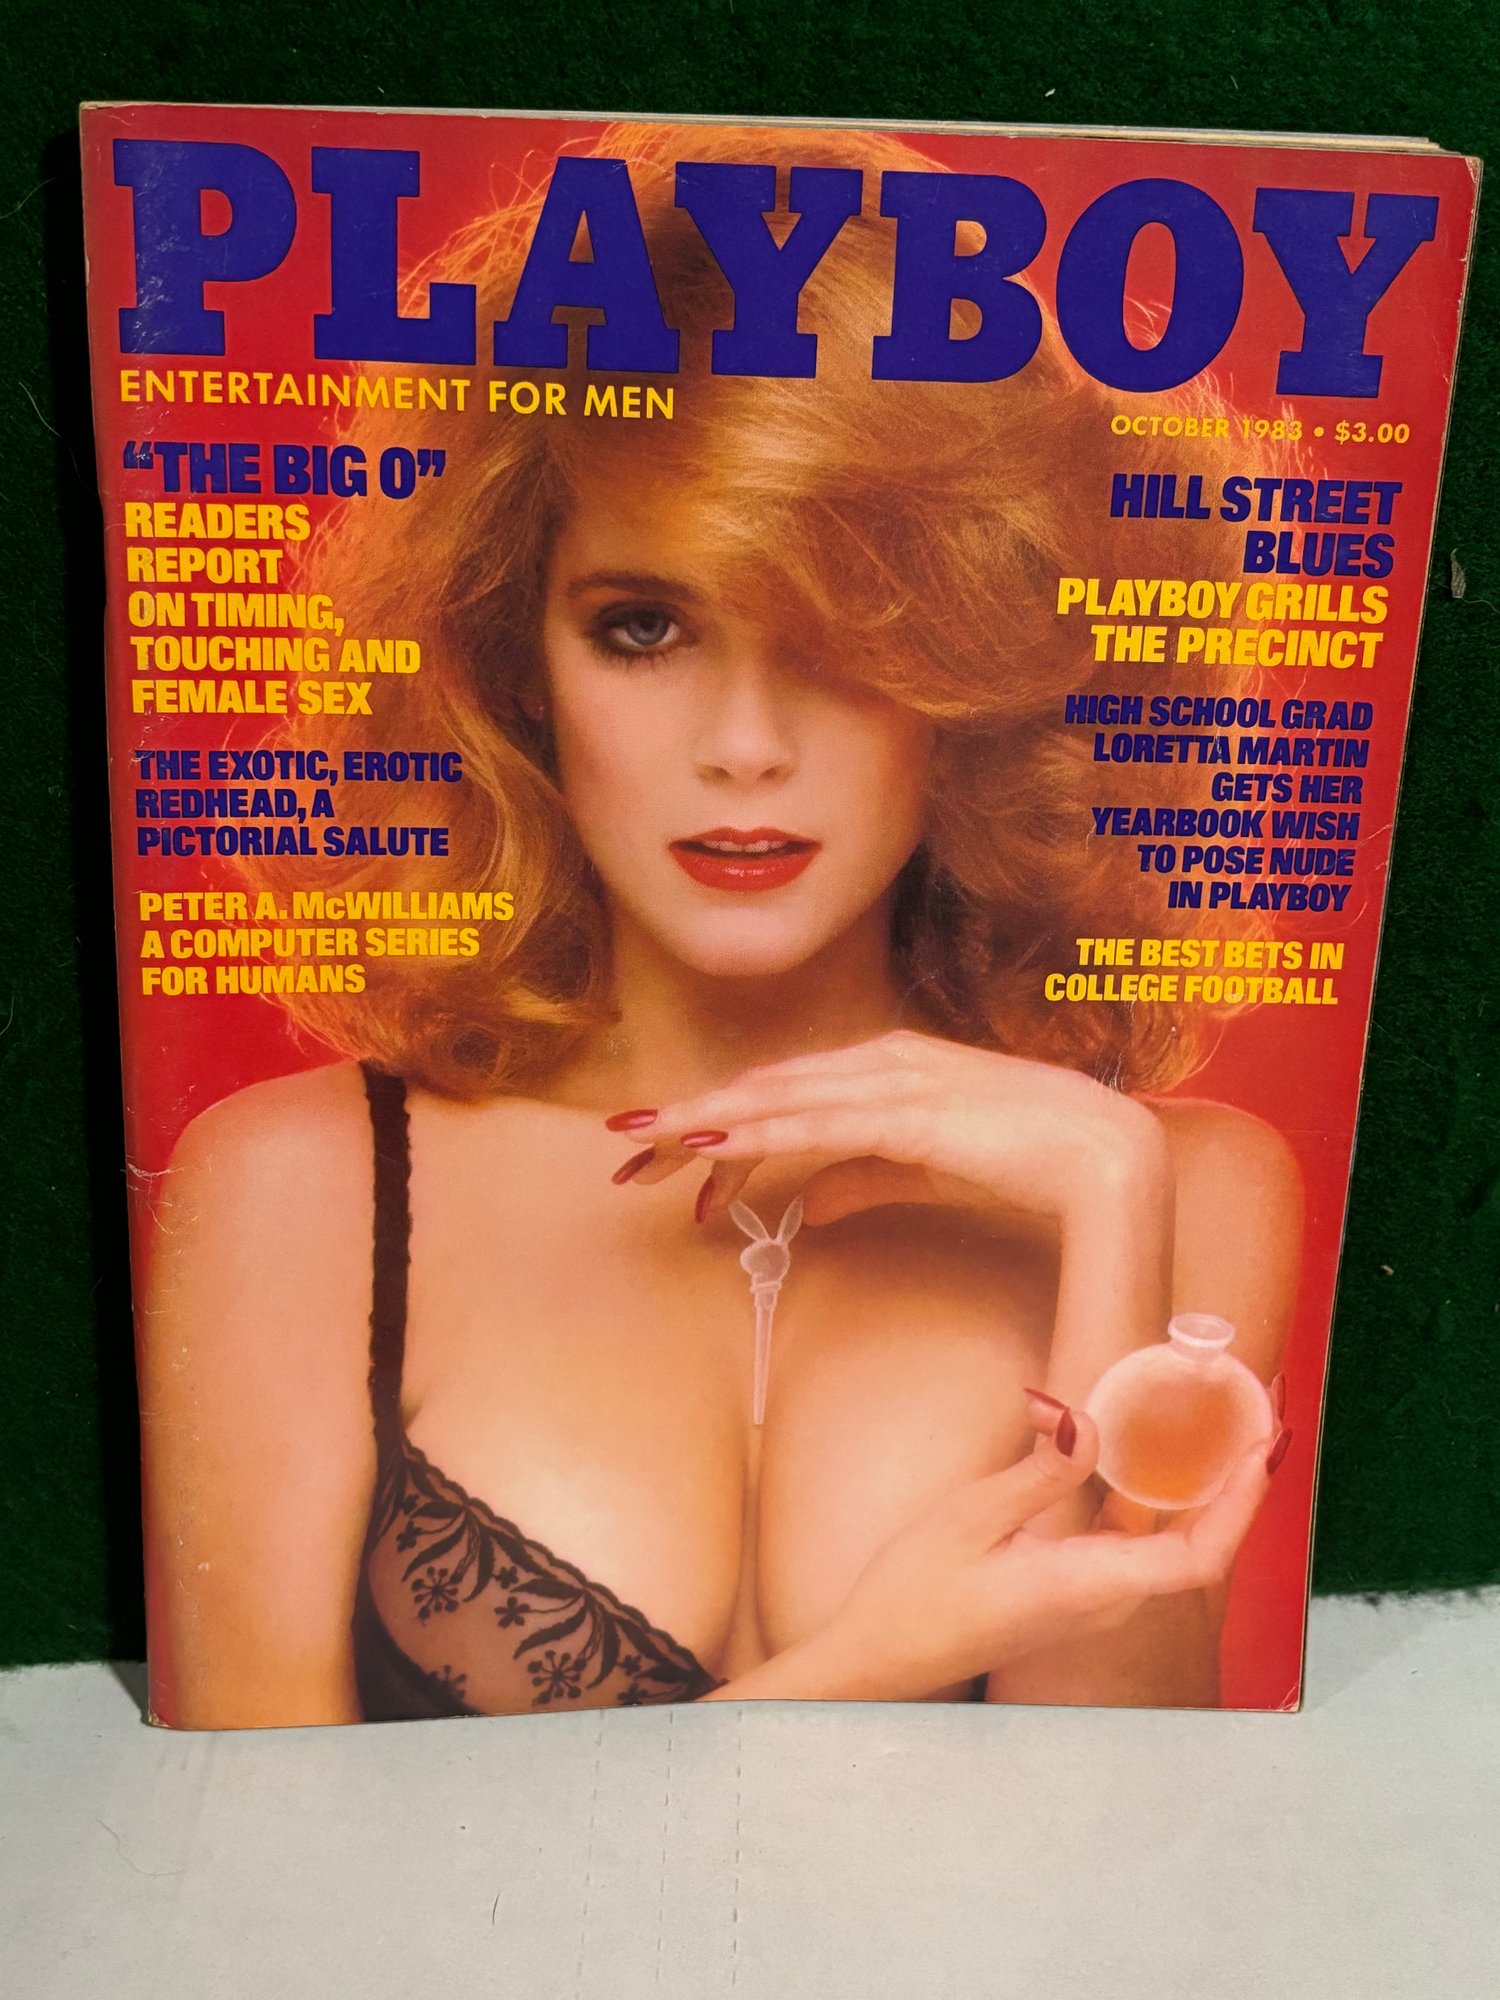 PLAYBOY
ENTERTAINMENT FOR MEN
OCTOBER 1983 • $3.00
“THE BIG O”
READERS
REPORT
ON TIMING,
TOUCHING AND
FEMALE SEX
THE EXOTIC, EROTIC
REDHEAD, A
PICTORIAL SALUTE
PETER A. McWILLIAMS
A COMPUTER SERIES
FOR HUMANS
HILL STREET
BLUES
PLAYBOY GRILLS
THE PRECINCT
HIGH SCHOOL GRAD
LORETTA MARTIN
GETS HER
YEARBOOK WISH
TO POSE NUDE
IN PLAYBOY
THE BEST BETS IN
COLLEGE FOOTBALL